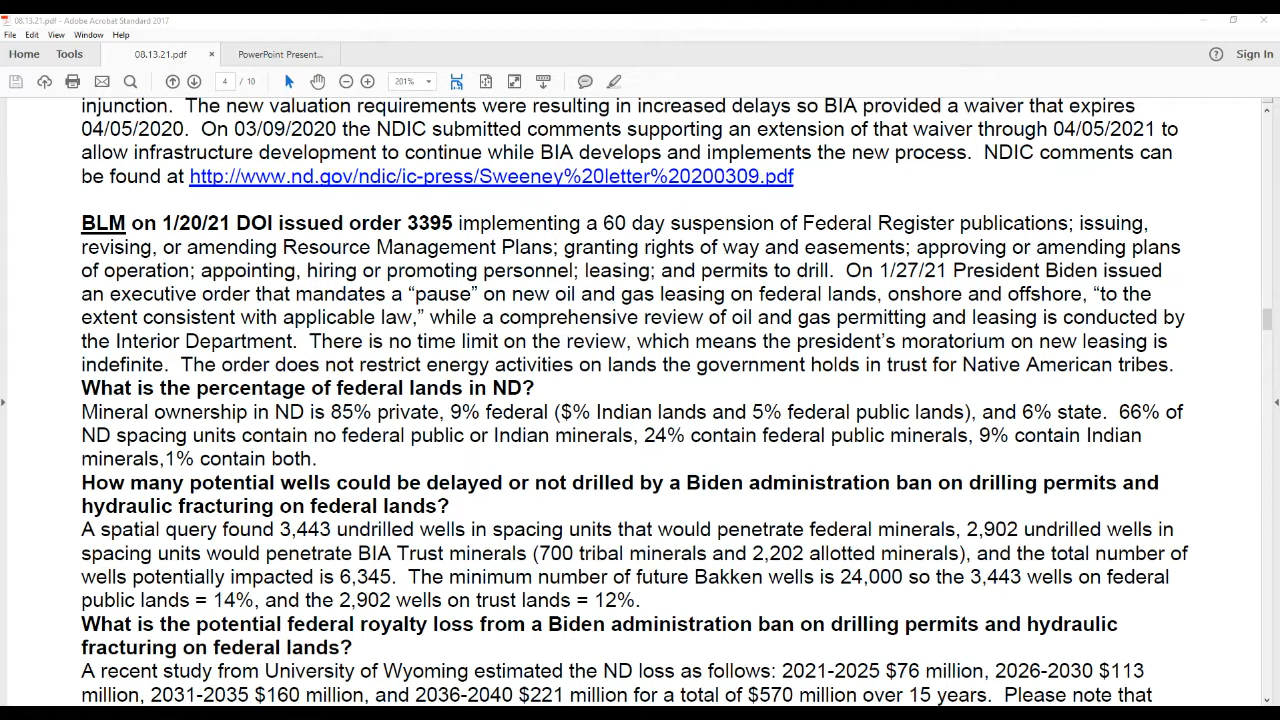 08.13.21.pdf - Adobe Acrobat Standard 2017
File Edit View Window Help
Home Tools 08.13.21.pdf × PowerPoint Present... Sign In
4 / 10 201%
injunction. The new valuation requirements were resulting in increased delays so BIA provided a waiver that expires
04/05/2020. On 03/09/2020 the NDIC submitted comments supporting an extension of that waiver through 04/05/2021 to
allow infrastructure development to continue while BIA develops and implements the new process. NDIC comments can
be found at http://www.nd.gov/ndic/ic-press/Sweeney%20letter%20200309.pdf
BLM on 1/20/21 DOI issued order 3395 implementing a 60 day suspension of Federal Register publications; issuing,
revising, or amending Resource Management Plans; granting rights of way and easements; approving or amending plans
of operation; appointing, hiring or promoting personnel; leasing; and permits to drill. On 1/27/21 President Biden issued
an executive order that mandates a “pause” on new oil and gas leasing on federal lands, onshore and offshore, “to the
extent consistent with applicable law,” while a comprehensive review of oil and gas permitting and leasing is conducted by
the Interior Department. There is no time limit on the review, which means the president’s moratorium on new leasing is
indefinite. The order does not restrict energy activities on lands the government holds in trust for Native American tribes.
What is the percentage of federal lands in ND?
Mineral ownership in ND is 85% private, 9% federal ($% Indian lands and 5% federal public lands), and 6% state. 66% of
ND spacing units contain no federal public or Indian minerals, 24% contain federal public minerals, 9% contain Indian
minerals,1% contain both.
How many potential wells could be delayed or not drilled by a Biden administration ban on drilling permits and
hydraulic fracturing on federal lands?
A spatial query found 3,443 undrilled wells in spacing units that would penetrate federal minerals, 2,902 undrilled wells in
spacing units would penetrate BIA Trust minerals (700 tribal minerals and 2,202 allotted minerals), and the total number of
wells potentially impacted is 6,345. The minimum number of future Bakken wells is 24,000 so the 3,443 wells on federal
public lands = 14%, and the 2,902 wells on trust lands = 12%.
What is the potential federal royalty loss from a Biden administration ban on drilling permits and hydraulic
fracturing on federal lands?
A recent study from University of Wyoming estimated the ND loss as follows: 2021-2025 $76 million, 2026-2030 $113
million, 2031-2035 $160 million, and 2036-2040 $221 million for a total of $570 million over 15 years. Please note that